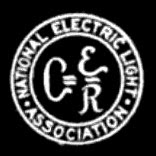 NATIONAL ELECTRIC LIGHT
ASSOCIATION
C=E/R